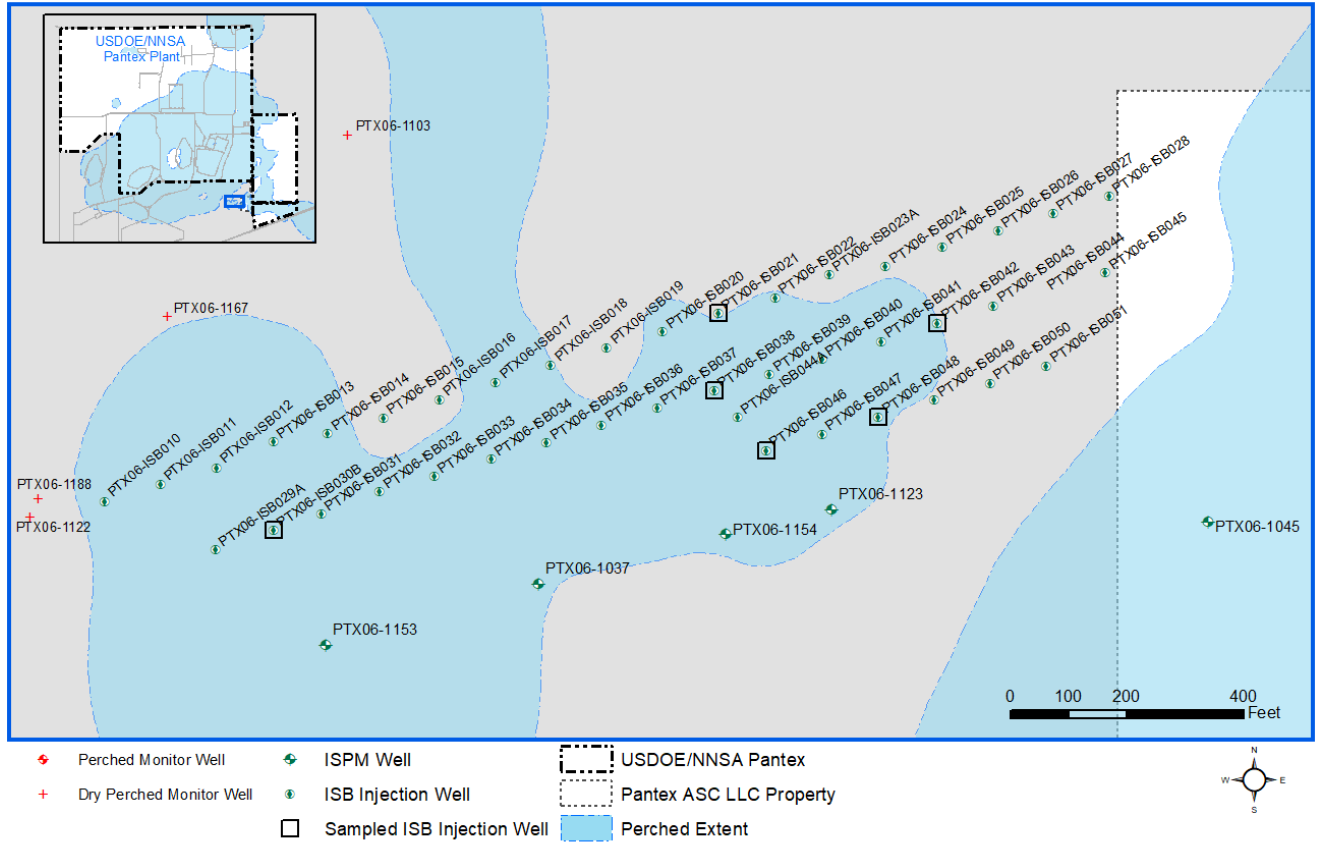 USDOE/NNSA
Pantex Plant
PTX06-1103
PTX06-1167
PTX06-1188
PTX06-1122
PTX06-ISB010
PTX06-ISB011
PTX06-ISB012
PTX06-ISB013
PTX06-ISB014
PTX06-ISB015
PTX06-ISB016
PTX06-ISB017
PTX06-ISB018
PTX06-ISB019
PTX06-ISB020
PTX06-ISB021
PTX06-ISB022
PTX06-ISB023A
PTX06-ISB024
PTX06-ISB025
PTX06-ISB026
PTX06-ISB027
PTX06-ISB028
PTX06-ISB029A
PTX06-ISB030B
PTX06-ISB031
PTX06-ISB032
PTX06-ISB033
PTX06-ISB034
PTX06-ISB035
PTX06-ISB036
PTX06-ISB037
PTX06-ISB038
PTX06-ISB039
PTX06-ISB040
PTX06-ISB041
PTX06-ISB042
PTX06-ISB043
PTX06-ISB044
PTX06-ISB045
PTX06-ISB044A
PTX06-ISB046
PTX06-ISB047
PTX06-ISB048
PTX06-ISB049
PTX06-ISB050
PTX06-ISB051
PTX06-1123
PTX06-1154
PTX06-1045
PTX06-1037
PTX06-1153
0 100 200 400
Feet
Perched Monitor Well
Dry Perched Monitor Well
ISPM Well
ISB Injection Well
Sampled ISB Injection Well
USDOE/NNSA Pantex
Pantex ASC LLC Property
Perched Extent
N
W E
S